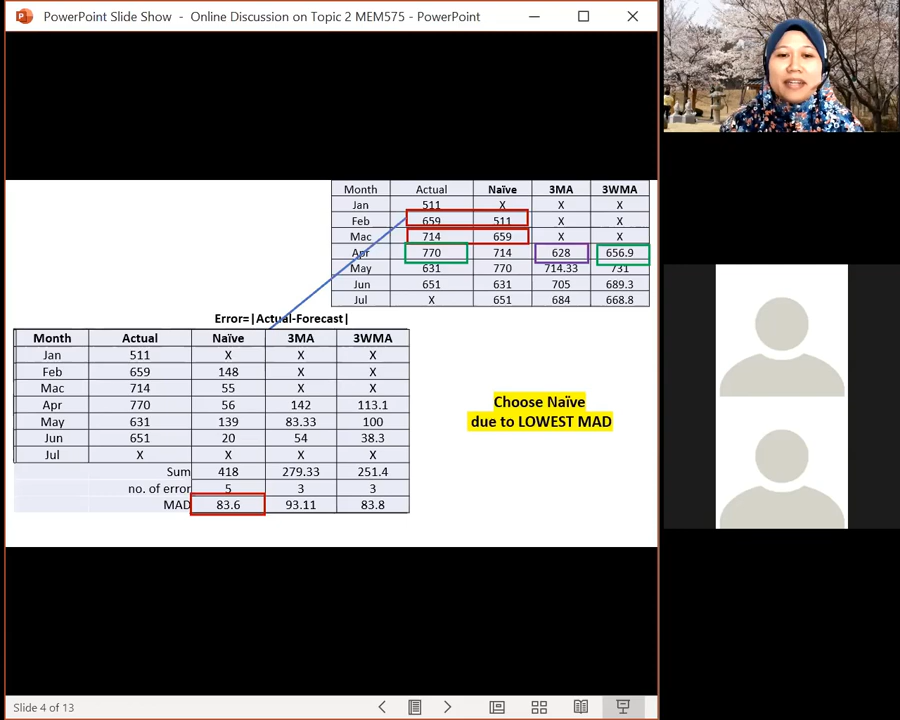 PowerPoint Slide Show - Online Discussion on Topic 2 MEM575 - PowerPoint
Month Actual Naïve 3MA 3WMA
Jan 511 X X X
Feb 659 511 X X
Mac 714 659 X X
Apr 770 714 628 656.9
May 631 770 714.33 731
Jun 651 631 705 689.3
Jul X 651 684 668.8
Error=|Actual-Forecast|
Month Actual Naïve 3MA 3WMA
Jan 511 X X X
Feb 659 148 X X
Mac 714 55 X X
Apr 770 56 142 113.1
May 631 139 83.33 100
Jun 651 20 54 38.3
Jul X X X X
Sum 418 279.33 251.4
no. of error 5 3 3
MAD 83.6 93.11 83.8
Choose Naïve
due to LOWEST MAD
Slide 4 of 13